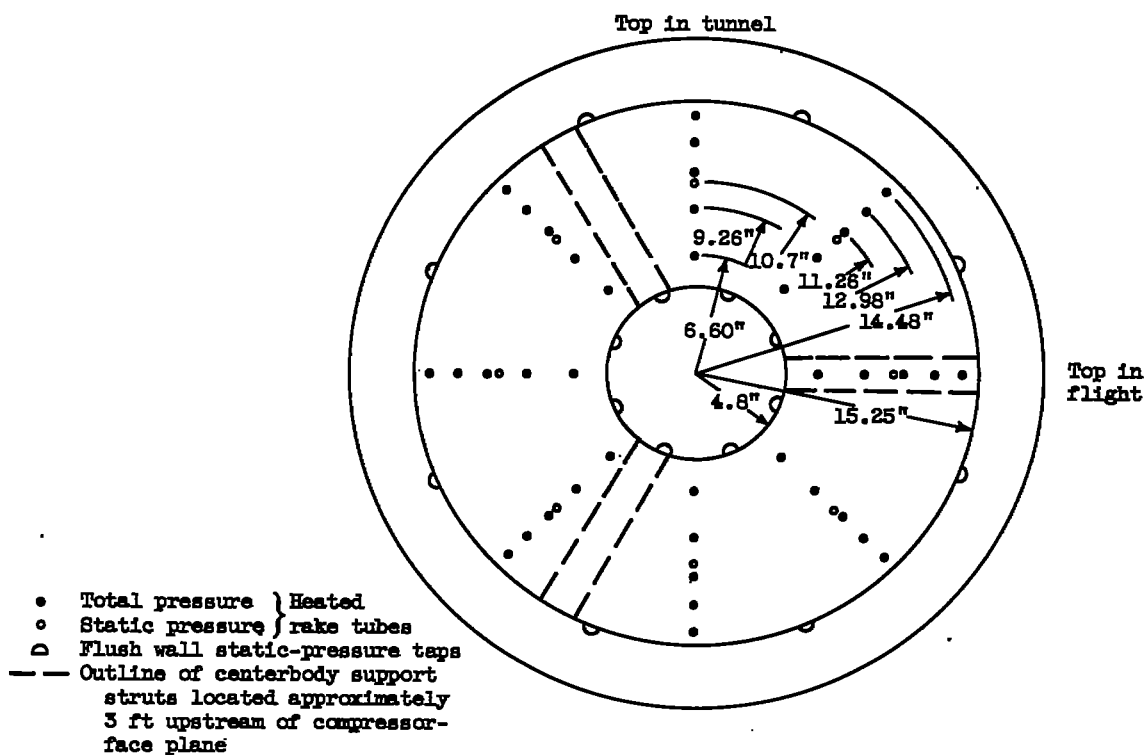 Top in tunnel
9.26"
10.7"
11.26"
12.98"
14.48"
6.60"
Top in
flight
4.8"
15.25"
Total pressure } Heated
Static pressure } rake tubes
Flush wall static-pressure taps
Outline of centerbody support
struts located approximately
3 ft upstream of compressor-
face plane